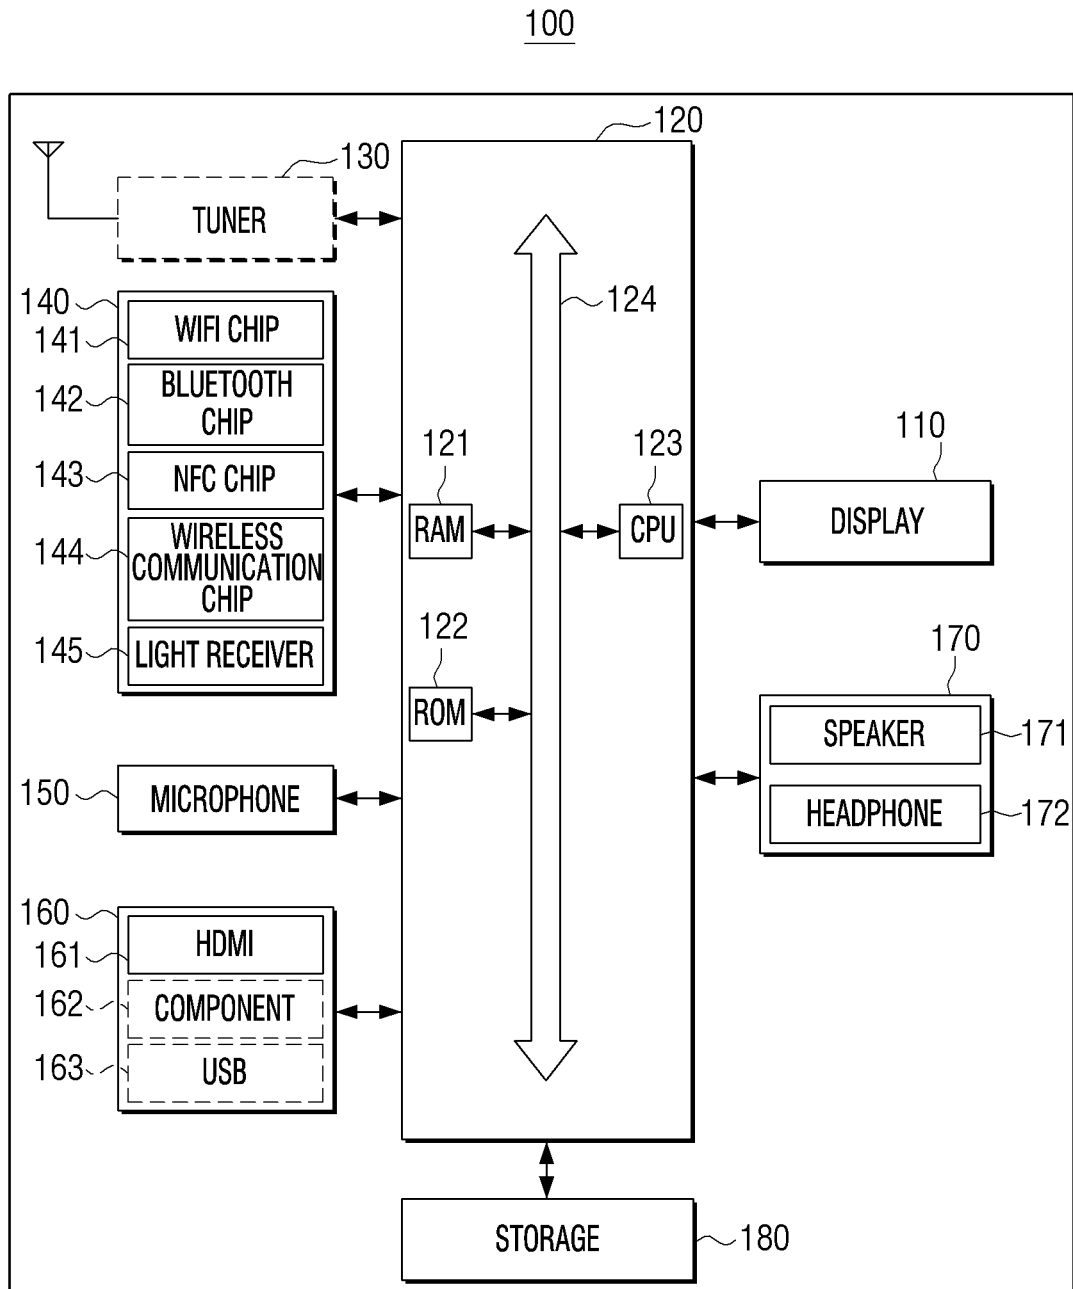 100
120
130
TUNER
124
140
WIFI CHIP
141
BLUETOOTH
CHIP
142
143
NFC CHIP
144
WIRELESS
COMMUNICATION
CHIP
145
LIGHT RECEIVER
121
RAM
123
CPU
110
DISPLAY
122
ROM
170
SPEAKER
171
HEADPHONE
172
150
MICROPHONE
160
HDMI
161
162
COMPONENT
163
USB
STORAGE
180